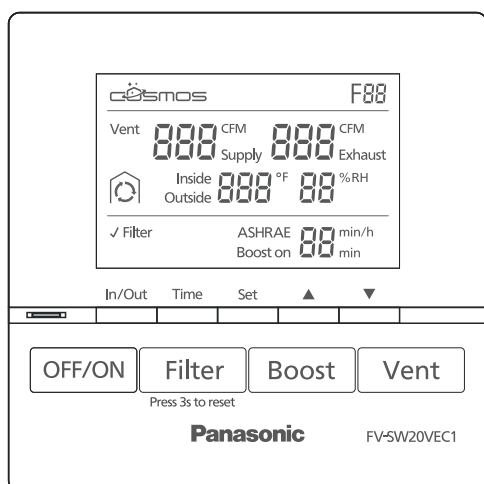 cosmos F88
Vent 888 CFM Supply 888 CFM Exhaust
Inside Outside 888 °F 88 %RH
✓ Filter ASHRAE Boost on 88 min/h min
In/Out Time Set ▲ ▼
OFF/ON Filter Boost Vent
Press 3s to reset
Panasonic FV-SW20VEC1